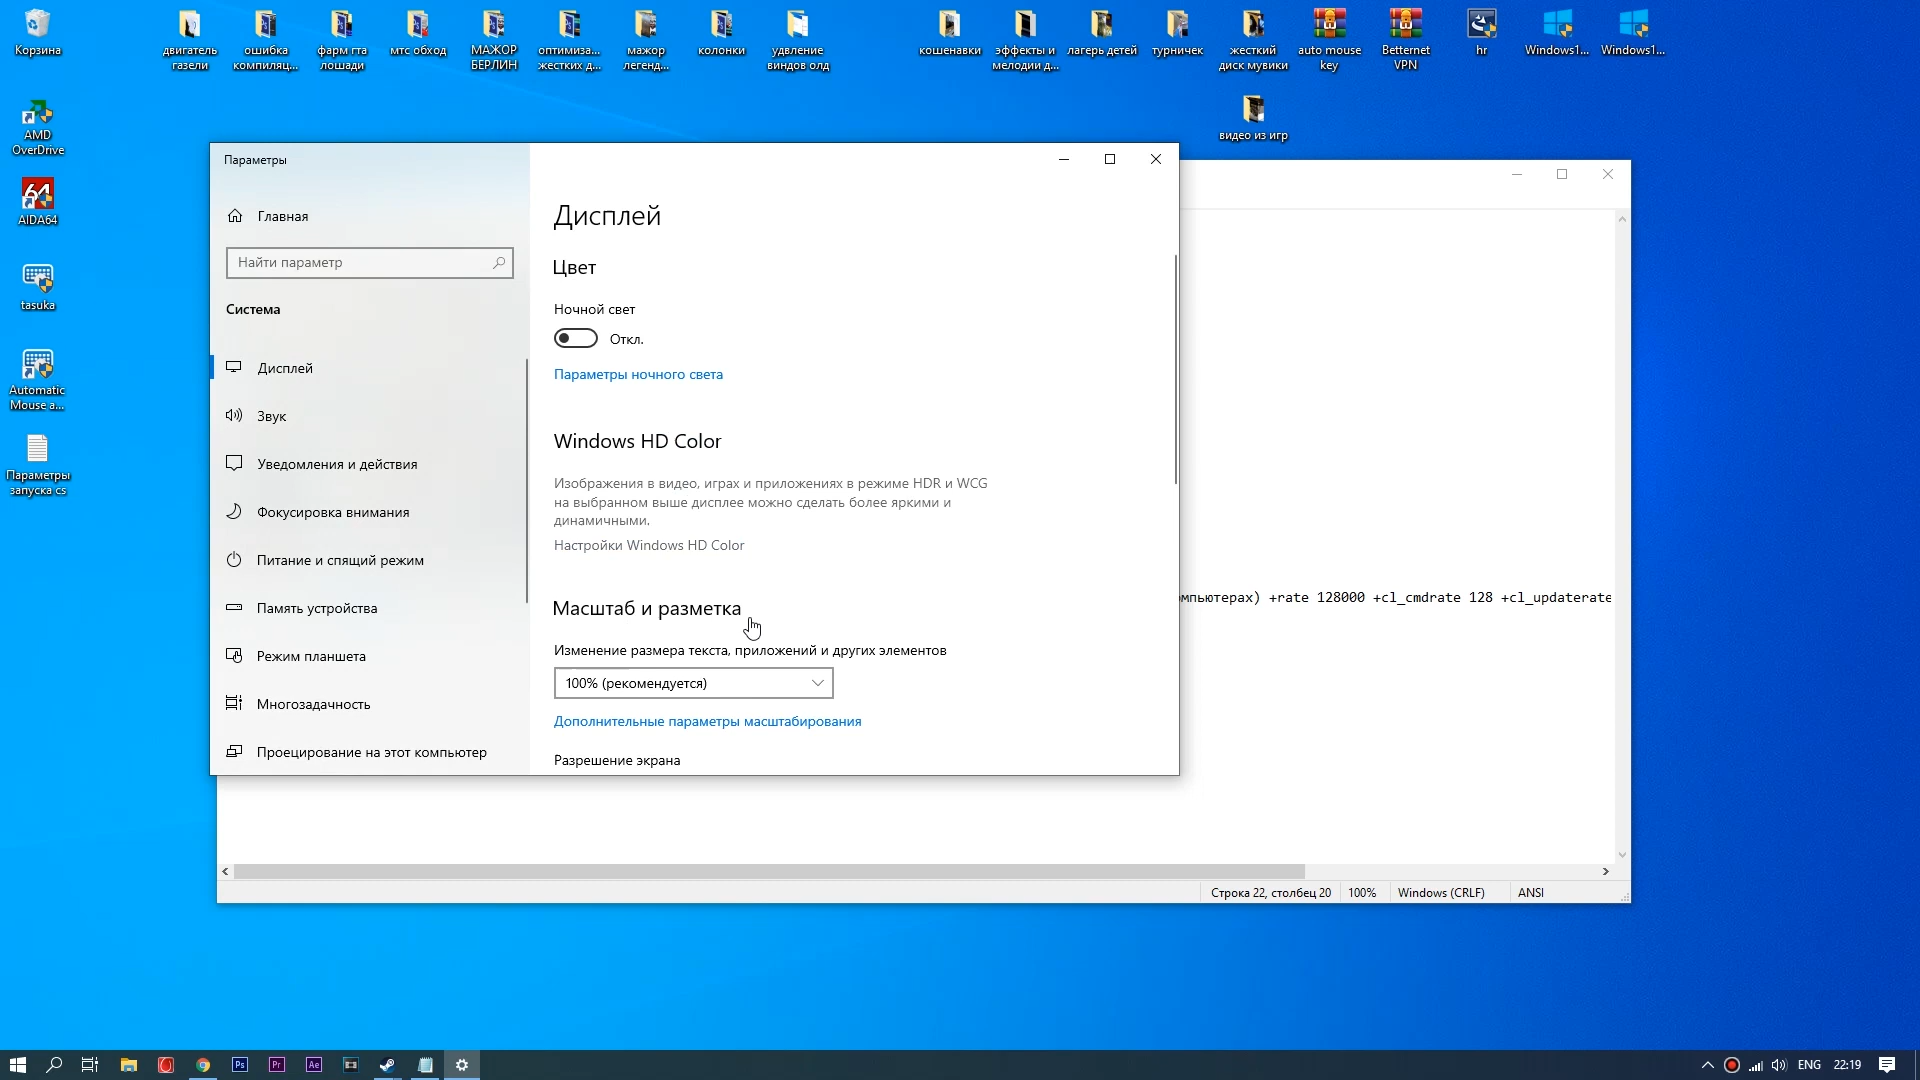 Корзина
двигатель газели
ошибка компиляц...
фарм гта лошади
мтс обход
МАЖОР БЕРЛИН
оптимиза... жестких д...
мажор легенд...
колонки
удвление виндов олд
кошенавки
эффекты и мелодии д...
лагерь детей
турничек
жесткий диск мувики
auto mouse key
Betternet VPN
hr
Windows1...
Windows1...
AMD OverDrive
видео из игр
AIDA64
tasuka
Automatic Mouse a...
Параметры запуска cs
Параметры
Главная
Найти параметр
Система
Дисплей
Звук
Уведомления и действия
Фокусировка внимания
Питание и спящий режим
Память устройства
Режим планшета
Многозадачность
Проецирование на этот компьютер
Дисплей
Цвет
Ночной свет
Откл.
Параметры ночного света
Windows HD Color
Изображения в видео, играх и приложениях в режиме HDR и WCG
на выбранном выше дисплее можно сделать более яркими и
динамичными.
Настройки Windows HD Color
Масштаб и разметка
Изменение размера текста, приложений и других элементов
100% (рекомендуется)
Дополнительные параметры масштабирования
Разрешение экрана
мпьютерах) +rate 128000 +cl_cmdrate 128 +cl_updaterate
Строка 22, столбец 20
100%
Windows (CRLF)
ANSI
Ps
Pr
Ae
ENG
22:19